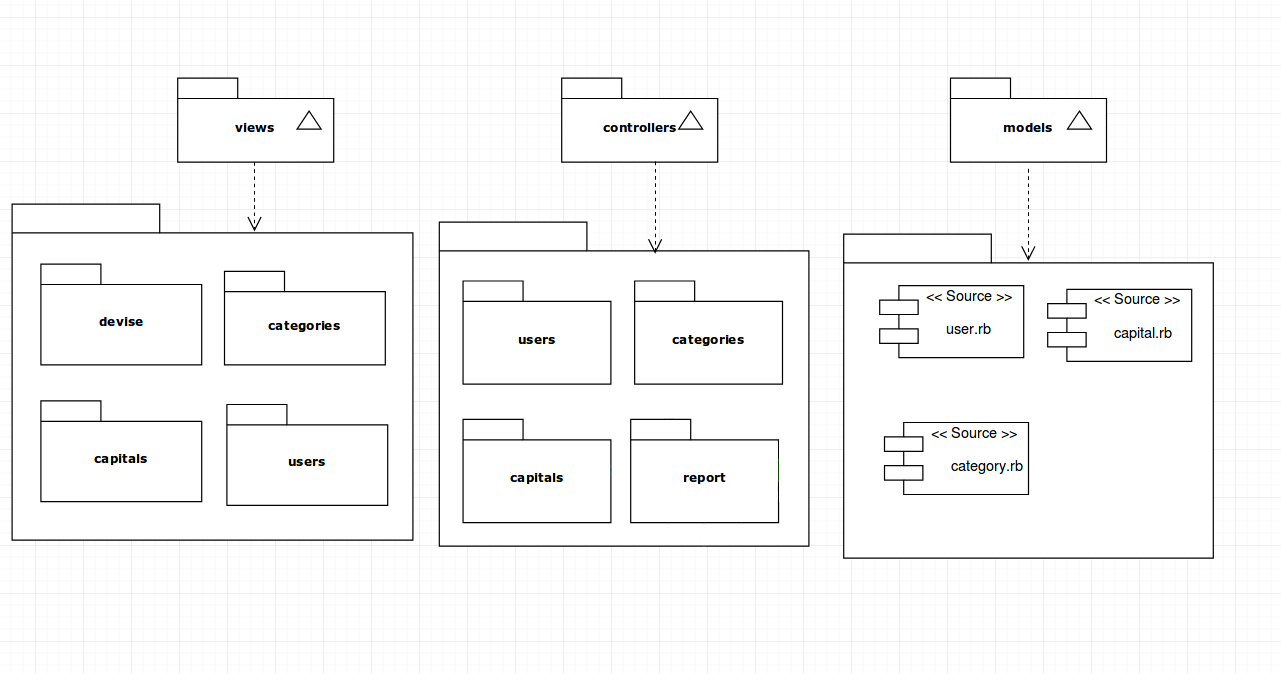 views
controllers
models
devise
categories
capitals
users
users
categories
capitals
report
<< Source >>
user.rb
<< Source >>
capital.rb
<< Source >>
category.rb